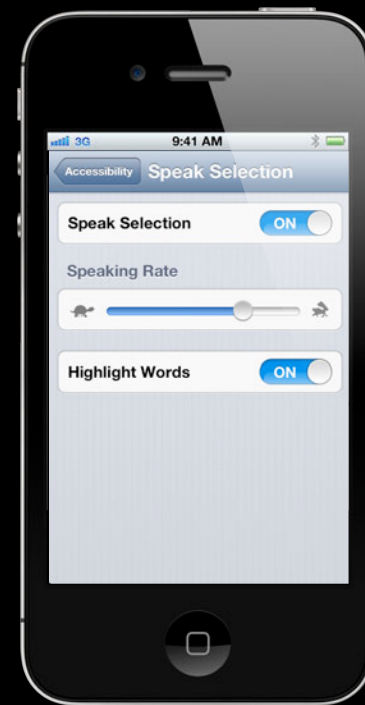 3G 9:41 AM
Accessibility Speak Selection
Speak Selection ON
Speaking Rate
Highlight Words ON